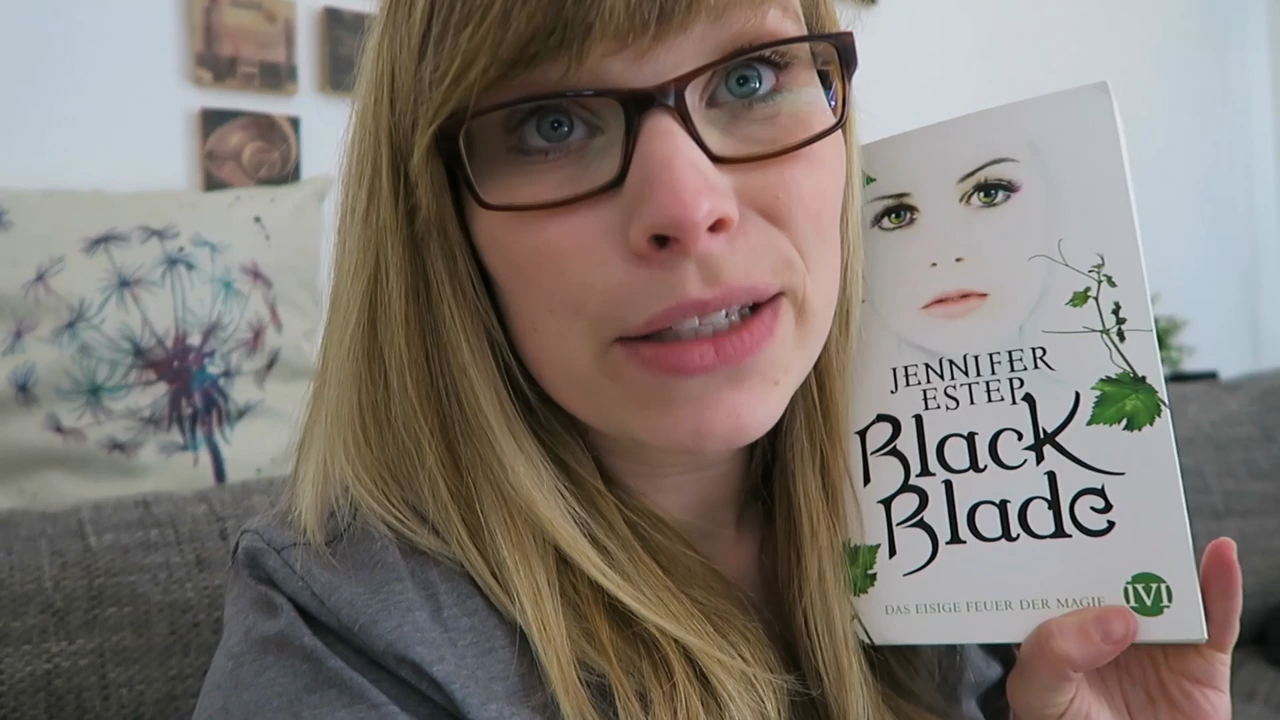 JENNIFER
ESTEP
Black
Blade
DAS EISIGE FEUER DER MAGIE
IVI